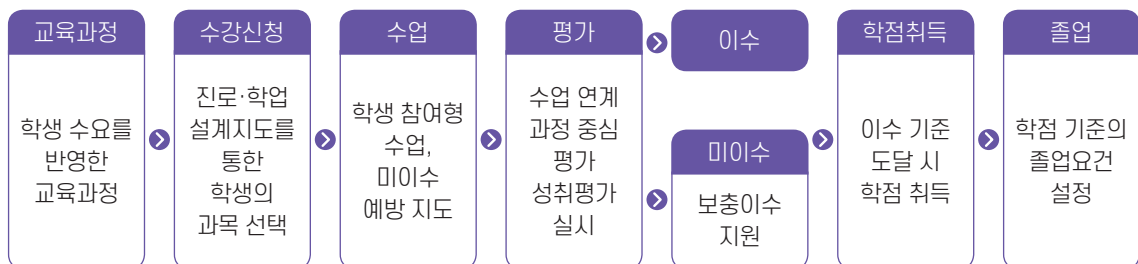 교육과정
학생 수요를
반영한
교육과정
수강신청
진로·학업
설계지도를
통한
학생의
과목 선택
수업
학생 참여형
수업,
미이수
예방 지도
평가
수업 연계
과정 중심
평가
성취평가
실시
이수
미이수
보충이수
지원
학점취득
이수 기준
도달 시
학점 취득
졸업
학점 기준의
졸업요건
설정